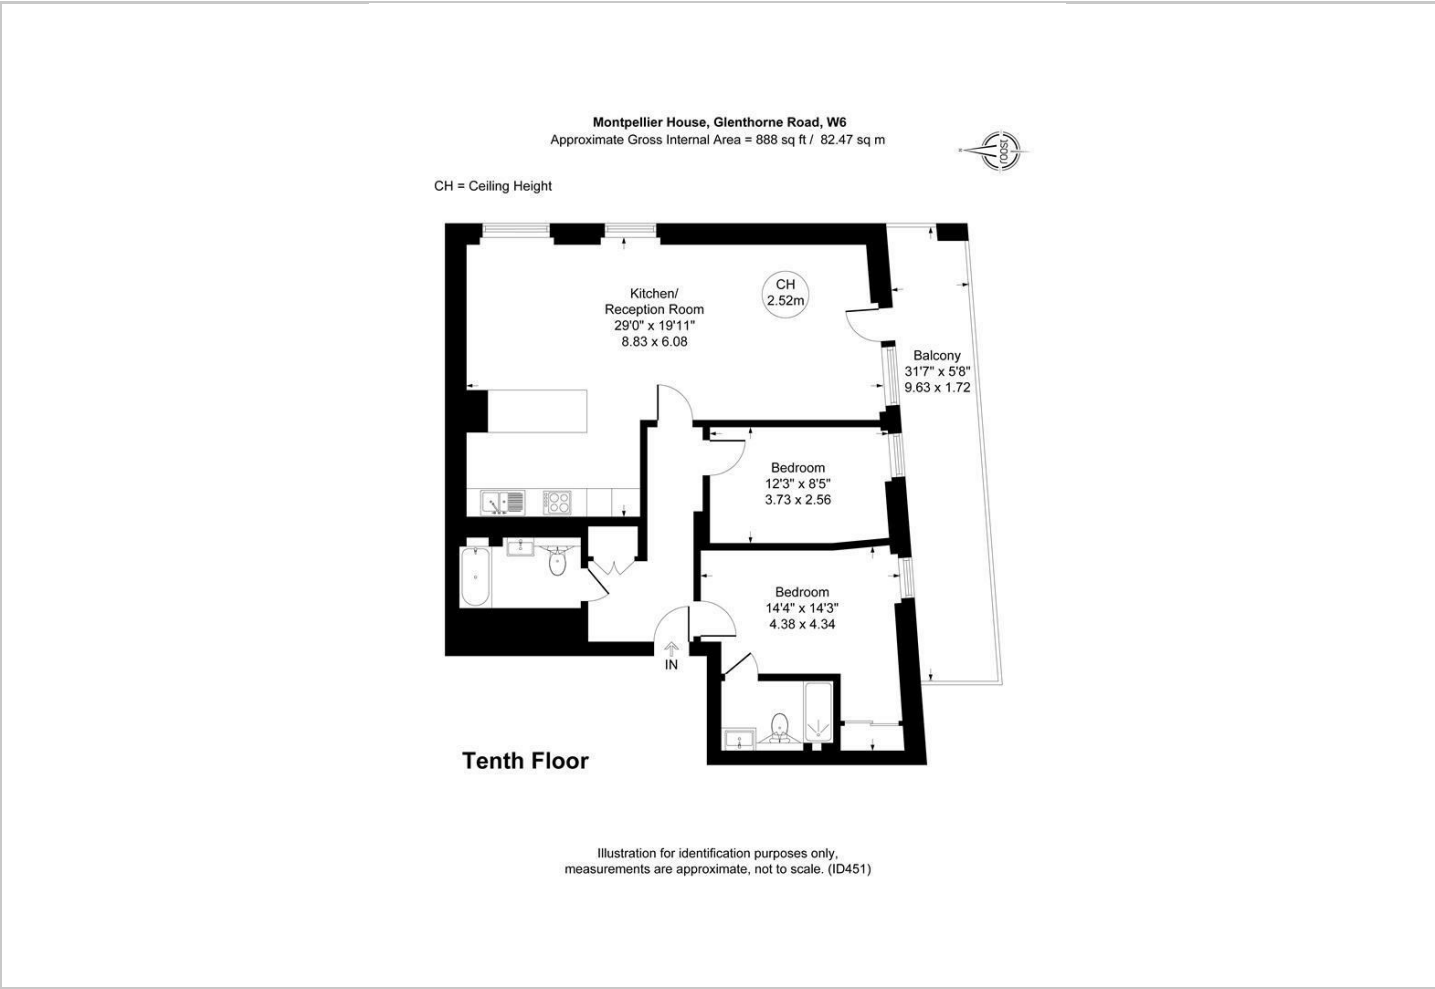 Montpellier House, Glenthorne Road, W6
Approximate Gross Internal Area = 888 sq ft / 82.47 sq m
CH = Ceiling Height
CH
2.52m
Kitchen/
Reception Room
29'0" x 19'11"
8.83 x 6.08
Balcony
31'7" x 5'8"
9.63 x 1.72
Bedroom
12'3" x 8'5"
3.73 x 2.56
Bedroom
14'4" x 14'3"
4.38 x 4.34
IN
Tenth Floor
Illustration for identification purposes only,
measurements are approximate, not to scale. (ID451)